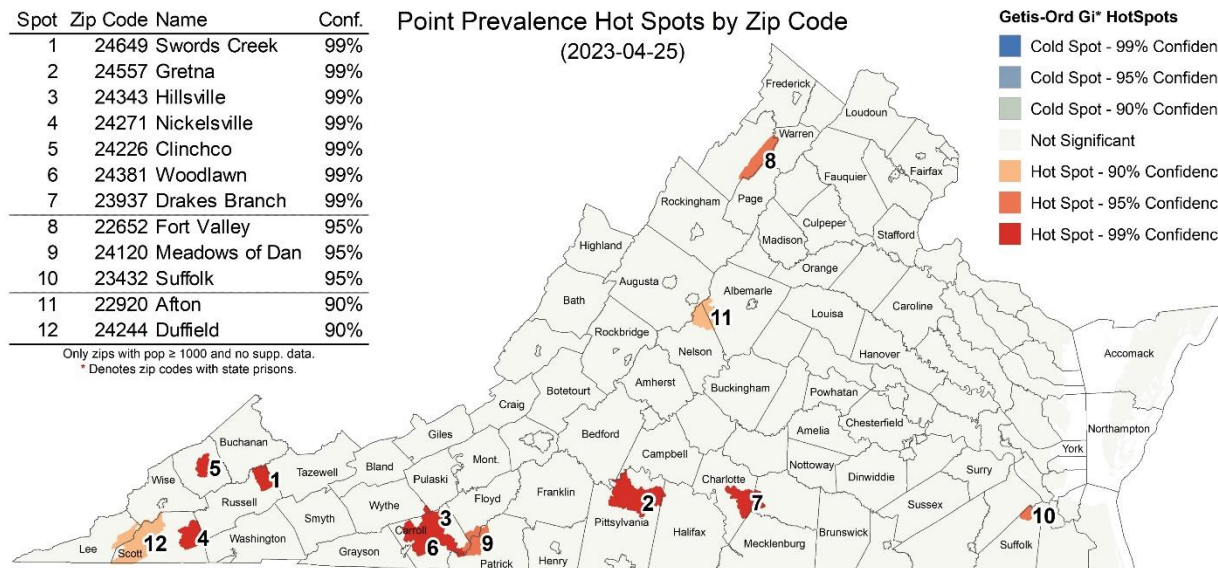 Spot Zip Code Name Conf.
1 24649 Swords Creek 99%
2 24557 Gretna 99%
3 24343 Hillsville 99%
4 24271 Nickelsville 99%
5 24226 Clinchco 99%
6 24381 Woodlawn 99%
7 23937 Drakes Branch 99%
8 22652 Fort Valley 95%
9 24120 Meadows of Dan 95%
10 23432 Suffolk 95%
11 22920 Afton 90%
12 24244 Duffield 90%
Only zips with pop ≥ 1000 and no supp. data.
* Denotes zip codes with state prisons.
Point Prevalence Hot Spots by Zip Code
(2023-04-25)
Getis-Ord Gi* HotSpots
Cold Spot - 99% Confiden
Cold Spot - 95% Confiden
Cold Spot - 90% Confiden
Not Significant
Hot Spot - 90% Confidenc
Hot Spot - 95% Confidenc
Hot Spot - 99% Confidenc
Frederick
Loudoun
Warren
8
Fairfax
Fauquier
Rockingham
Page
Culpeper
Stafford
Madison
Highland
Orange
Augusta
Albemarle
Caroline
Bath
11
Louisa
Rockbridge
Nelson
Hanover
Accomack
Amherst
Buckingham
Powhatan
Botetourt
Craig
Chesterfield
Northampton
Bedford
Amelia
York
Giles
Buchanan
Campbell
Nottoway
Surry
5
1
Tazewell
Bland
Mont.
Dinwiddie
Wise
Pulaski
Charlotte
Russell
Floyd
Franklin
2
7
Sussex
Wythe
3
Smyth
10
Pittsylvania
Carroll
Halifax
Brunswick
12
4
Washington
6
9
Mecklenburg
Suffolk
Lee
Scott
Grayson
Patrick
Henry